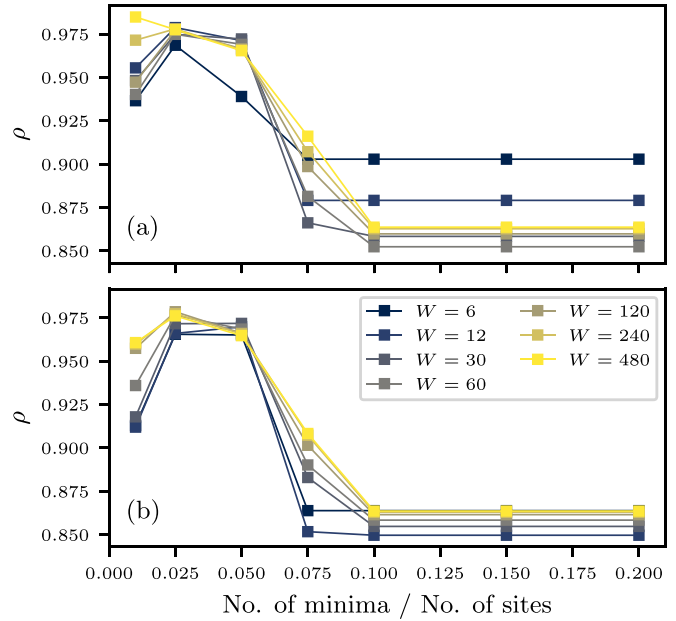 0.975
0.950
0.925
ρ
0.900
0.875
0.850
(a)
0.975
0.950
0.925
ρ
0.900
0.875
0.850
(b)
W = 6
W = 12
W = 30
W = 60
W = 120
W = 240
W = 480
0.000 0.025 0.050 0.075 0.100 0.125 0.150 0.175 0.200
No. of minima / No. of sites